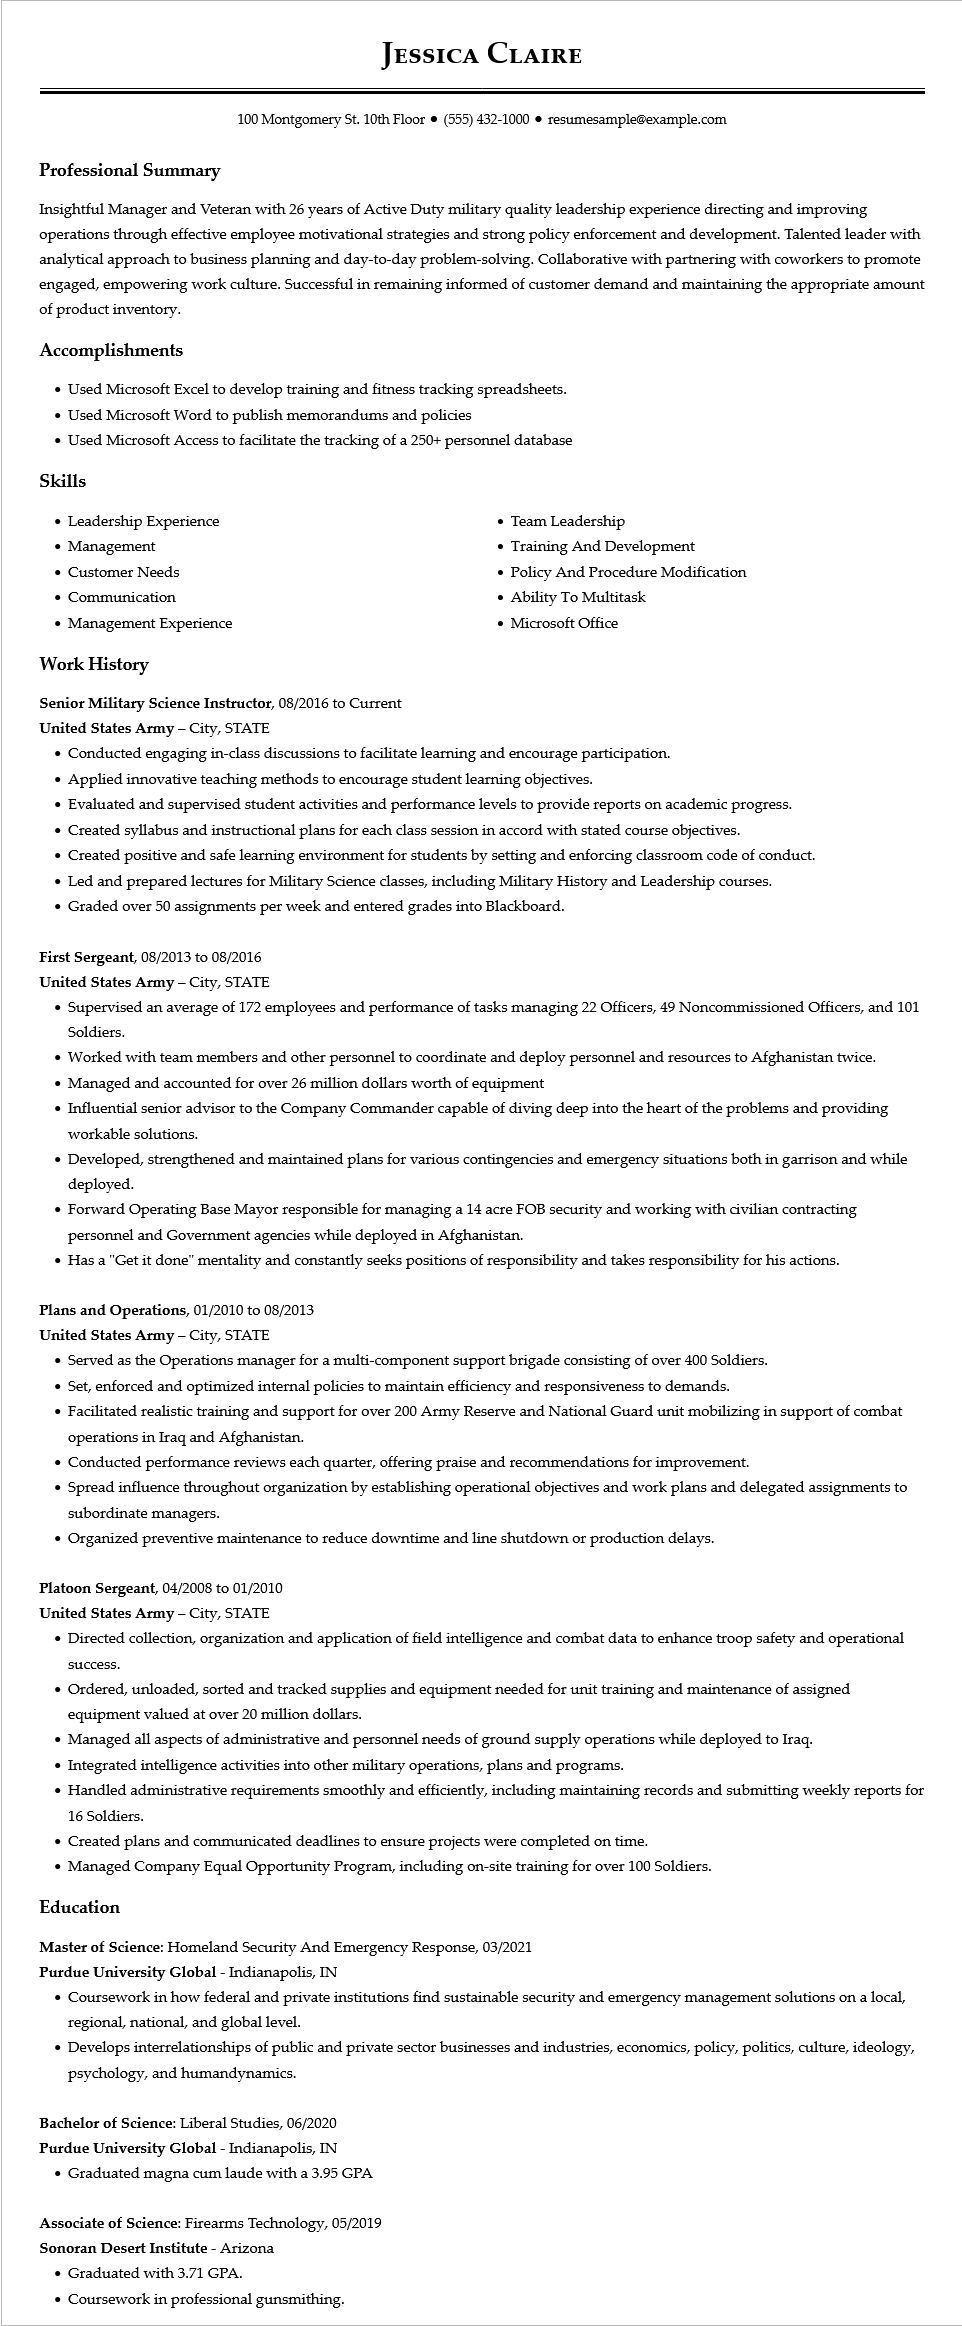 Jessica Claire
100 Montgomery St. 10th Floor ● (555) 432-1000 ● resumesample@example.com
Professional Summary
Insightful Manager and Veteran with 26 years of Active Duty military quality leadership experience directing and improving
operations through effective employee motivational strategies and strong policy enforcement and development. Talented leader with
analytical approach to business planning and day-to-day problem-solving. Collaborative with partnering with coworkers to promote
engaged, empowering work culture. Successful in remaining informed of customer demand and maintaining the appropriate amount
of product inventory.
Accomplishments
• Used Microsoft Excel to develop training and fitness tracking spreadsheets.
• Used Microsoft Word to publish memorandums and policies
• Used Microsoft Access to facilitate the tracking of a 250+ personnel database
Skills
• Leadership Experience
• Management
• Customer Needs
• Communication
• Management Experience
• Team Leadership
• Training And Development
• Policy And Procedure Modification
• Ability To Multitask
• Microsoft Office
Work History
Senior Military Science Instructor, 08/2016 to Current
United States Army – City, STATE
• Conducted engaging in-class discussions to facilitate learning and encourage participation.
• Applied innovative teaching methods to encourage student learning objectives.
• Evaluated and supervised student activities and performance levels to provide reports on academic progress.
• Created syllabus and instructional plans for each class session in accord with stated course objectives.
• Created positive and safe learning environment for students by setting and enforcing classroom code of conduct.
• Led and prepared lectures for Military Science classes, including Military History and Leadership courses.
• Graded over 50 assignments per week and entered grades into Blackboard.
First Sergeant, 08/2013 to 08/2016
United States Army – City, STATE
• Supervised an average of 172 employees and performance of tasks managing 22 Officers, 49 Noncommissioned Officers, and 101
Soldiers.
• Worked with team members and other personnel to coordinate and deploy personnel and resources to Afghanistan twice.
• Managed and accounted for over 26 million dollars worth of equipment
• Influential senior advisor to the Company Commander capable of diving deep into the heart of the problems and providing
workable solutions.
• Developed, strengthened and maintained plans for various contingencies and emergency situations both in garrison and while
deployed.
• Forward Operating Base Mayor responsible for managing a 14 acre FOB security and working with civilian contracting
personnel and Government agencies while deployed in Afghanistan.
• Has a "Get it done" mentality and constantly seeks positions of responsibility and takes responsibility for his actions.
Plans and Operations, 01/2010 to 08/2013
United States Army – City, STATE
• Served as the Operations manager for a multi-component support brigade consisting of over 400 Soldiers.
• Set, enforced and optimized internal policies to maintain efficiency and responsiveness to demands.
• Facilitated realistic training and support for over 200 Army Reserve and National Guard unit mobilizing in support of combat
operations in Iraq and Afghanistan.
• Conducted performance reviews each quarter, offering praise and recommendations for improvement.
• Spread influence throughout organization by establishing operational objectives and work plans and delegated assignments to
subordinate managers.
• Organized preventive maintenance to reduce downtime and line shutdown or production delays.
Platoon Sergeant, 04/2008 to 01/2010
United States Army – City, STATE
• Directed collection, organization and application of field intelligence and combat data to enhance troop safety and operational
success.
• Ordered, unloaded, sorted and tracked supplies and equipment needed for unit training and maintenance of assigned
equipment valued at over 20 million dollars.
• Managed all aspects of administrative and personnel needs of ground supply operations while deployed to Iraq.
• Integrated intelligence activities into other military operations, plans and programs.
• Handled administrative requirements smoothly and efficiently, including maintaining records and submitting weekly reports for
16 Soldiers.
• Created plans and communicated deadlines to ensure projects were completed on time.
• Managed Company Equal Opportunity Program, including on-site training for over 100 Soldiers.
Education
Master of Science: Homeland Security And Emergency Response, 03/2021
Purdue University Global - Indianapolis, IN
• Coursework in how federal and private institutions find sustainable security and emergency management solutions on a local,
regional, national, and global level.
• Develops interrelationships of public and private sector businesses and industries, economics, policy, politics, culture, ideology,
psychology, and humandynamics.
Bachelor of Science: Liberal Studies, 06/2020
Purdue University Global - Indianapolis, IN
• Graduated magna cum laude with a 3.95 GPA
Associate of Science: Firearms Technology, 05/2019
Sonoran Desert Institute - Arizona
• Graduated with 3.71 GPA.
• Coursework in professional gunsmithing.